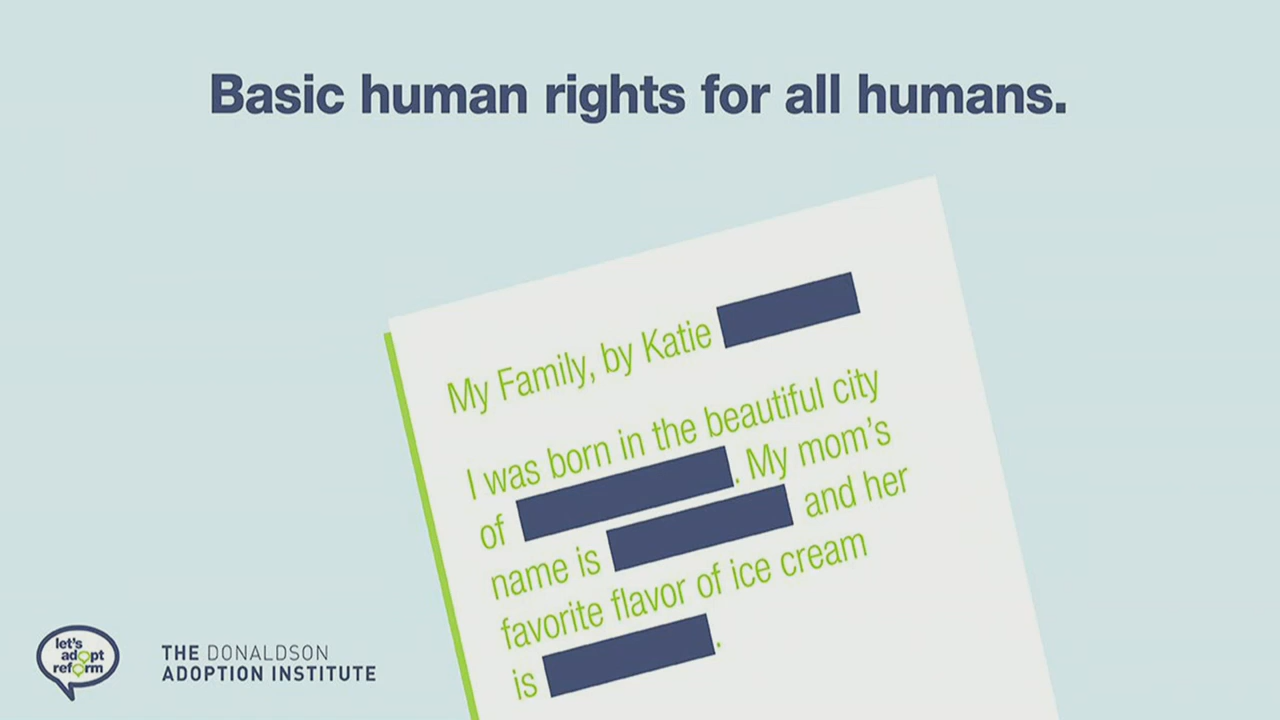 Basic human rights for all humans.
My Family, by Katie
I was born in the beautiful city
of . My mom's
name is and her
favorite flavor of ice cream
is .
let's
adopt
reform
THE DONALDSON
ADOPTION INSTITUTE